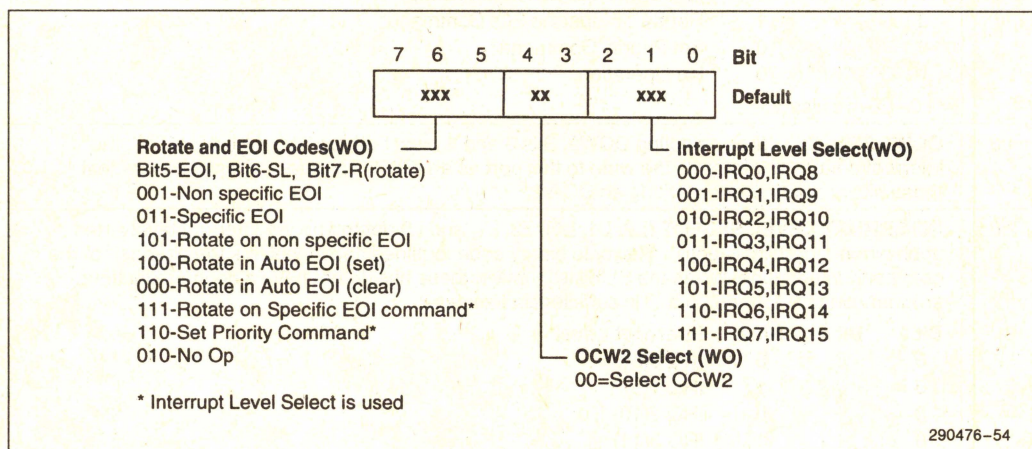 7 6 5 4 3 2 1 0 Bit
xxx xx xxx Default
Rotate and EOI Codes(WO)
Bit5-EOI, Bit6-SL, Bit7-R(rotate)
001-Non specific EOI
011-Specific EOI
101-Rotate on non specific EOI
100-Rotate in Auto EOI (set)
000-Rotate in Auto EOI (clear)
111-Rotate on Specific EOI command*
110-Set Priority Command*
010-No Op
* Interrupt Level Select is used
Interrupt Level Select(WO)
000-IRQ0,IRQ8
001-IRQ1,IRQ9
010-IRQ2,IRQ10
011-IRQ3,IRQ11
100-IRQ4,IRQ12
101-IRQ5,IRQ13
110-IRQ6,IRQ14
111-IRQ7,IRQ15
OCW2 Select (WO)
00=Select OCW2
290476-54